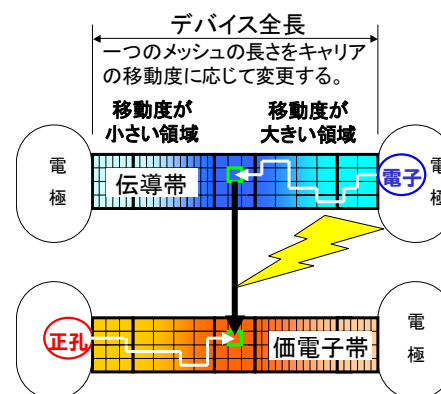 デバイス全長
一つのメッシュの長さをキャリア
の移動度に応じて変更する。
移動度が
小さい領域
移動度が
大きい領域
電
極
伝導帯
電子
電
極
正孔
価電子帯
電
極